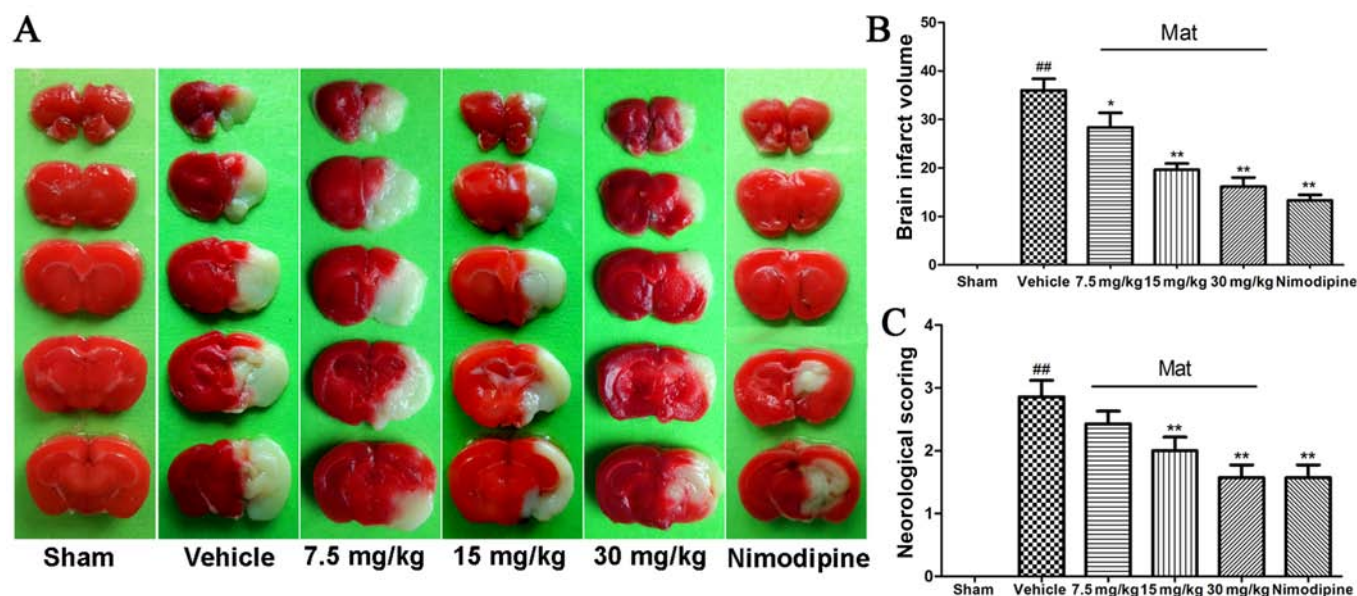 A
Sham Vehicle 7.5 mg/kg 15 mg/kg 30 mg/kg Nimodipine
B
Brain infarct volume
50
40
30
20
10
0
Mat
##
*
**
**
**
Sham Vehicle 7.5 mg/kg 15 mg/kg 30 mg/kg Nimodipine
C
Neorological scoring
4
3
2
1
0
Mat
##
**
**
**
Sham Vehicle 7.5 mg/kg 15 mg/kg 30 mg/kg Nimodipine